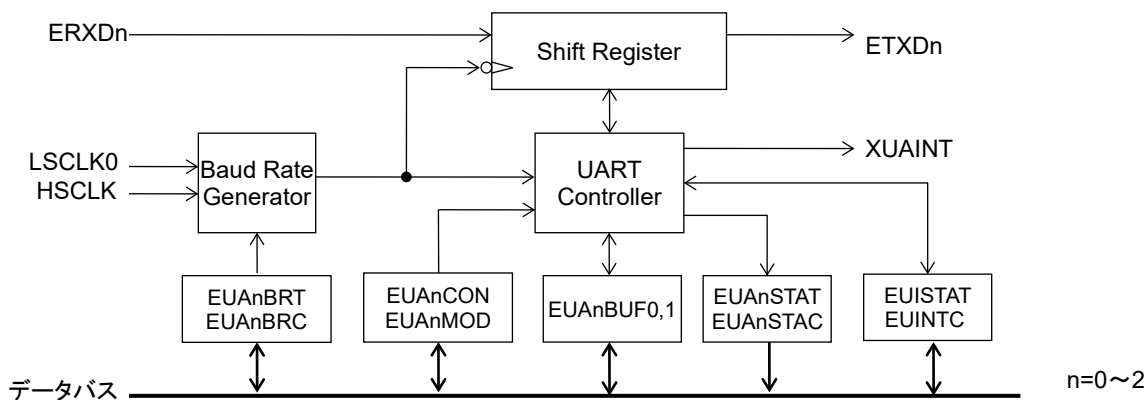 ERXDn
Shift Register
ETXDn
LSCLK0
HSCLK
Baud Rate
Generator
UART
Controller
XUAINT
EUAnBRT
EUAnBRC
EUAnCON
EUAnMOD
EUAnBUF0,1
EUAnSTAT
EUAnSTAC
EUISTAT
EUINTC
データバス
n=0～2